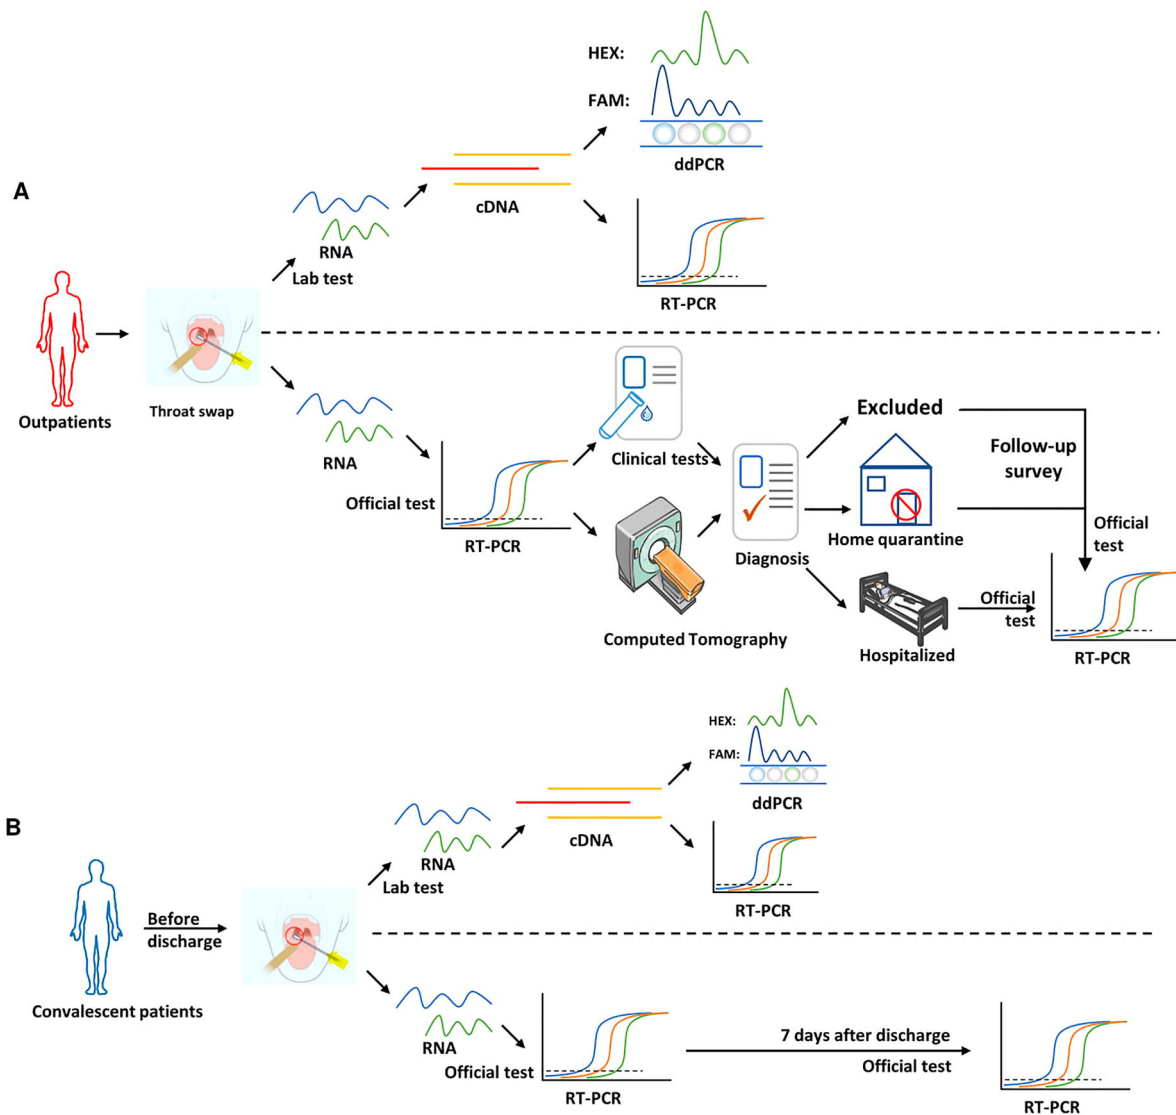 HEX:
FAM:
ddPCR
A
cDNA
RNA
Lab test
RT-PCR
Outpatients
Throat swap
RNA
Official test
RT-PCR
Clinical tests
Computed Tomography
Diagnosis
Excluded
Follow-up
survey
Home quarantine
Official
test
Hospitalized
Official
test
RT-PCR
HEX:
FAM:
ddPCR
B
cDNA
RNA
Lab test
RT-PCR
Before
discharge
Convalescent patients
RNA
Official test
RT-PCR
7 days after discharge
Official test
RT-PCR